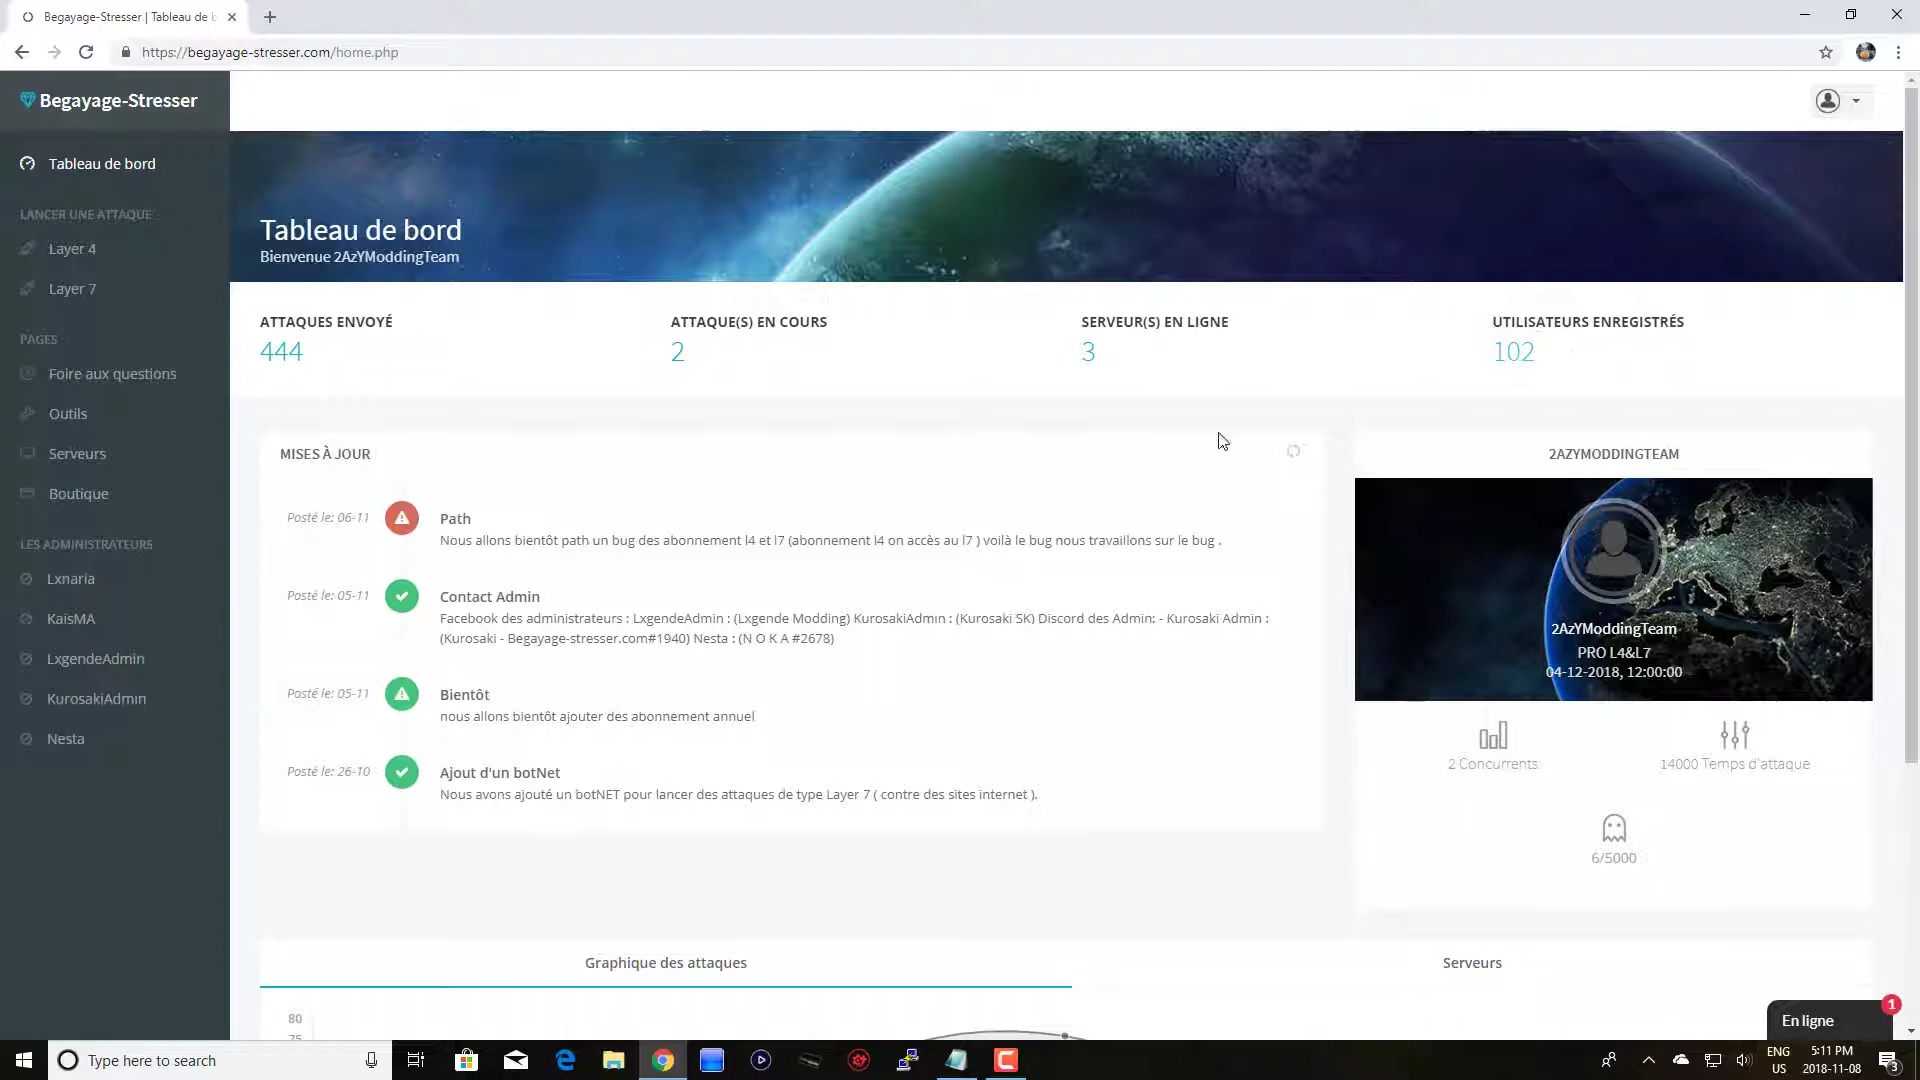 Begayage-Stresser | Tableau de b
https://begayage-stresser.com/home.php
Begayage-Stresser
Tableau de bord
LANCER UNE ATTAQUE
Layer 4
Layer 7
PAGES
Foire aux questions
Outils
Serveurs
Boutique
LES ADMINISTRATEURS
Lxnaria
KaïsMA
LxgendeAdmin
KurosakiAdmın
Nesta
Tableau de bord
Bienvenue 2AzYModdingTeam
ATTAQUES ENVOYÉ
444
ATTAQUE(S) EN COURS
2
SERVEUR(S) EN LIGNE
3
UTILISATEURS ENREGISTRÉS
102
MISES À JOUR
Posté le: 06-11
Path
Nous allons bientôt path un bug des abonnement l4 et l7 (abonnement l4 on accès au l7 ) voilà le bug nous travaillons sur le bug .
Posté le: 05-11
Contact Admin
Facebook des administrateurs : LxgendeAdmin : (Lxgende Modding) KurosakiAdmın : (Kurosaki SK) Discord des Admin: - Kurosaki Admin :
(Kurosaki - Begayage-stresser.com#1940) Nesta : (N O K A #2678)
Posté le: 05-11
Bientôt
nous allons bientôt ajouter des abonnement annuel
Posté le: 26-10
Ajout d'un botNet
Nous avons ajouté un botNET pour lancer des attaques de type Layer 7 ( contre des sites internet ).
2AZYMODDINGTEAM
2AzYModdingTeam
PRO L4&L7
04-12-2018, 12:00:00
2 Concurrents
14000 Temps d'attaque
6/5000
Graphique des attaques
Serveurs
80
75
En ligne
1
Type here to search
ENG
US
5:11 PM
2018-11-08
3